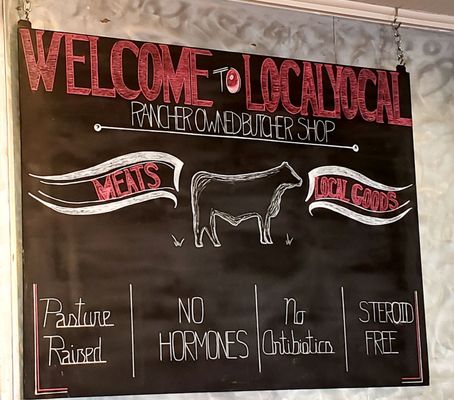 WELCOME TO LOCALYOCAL
RANCHER OWNED BUTCHER SHOP
MEATS
LOCAL GOODS
Pasture
Raised
NO
HORMONES
No
Antibiotics
STEROID
FREE